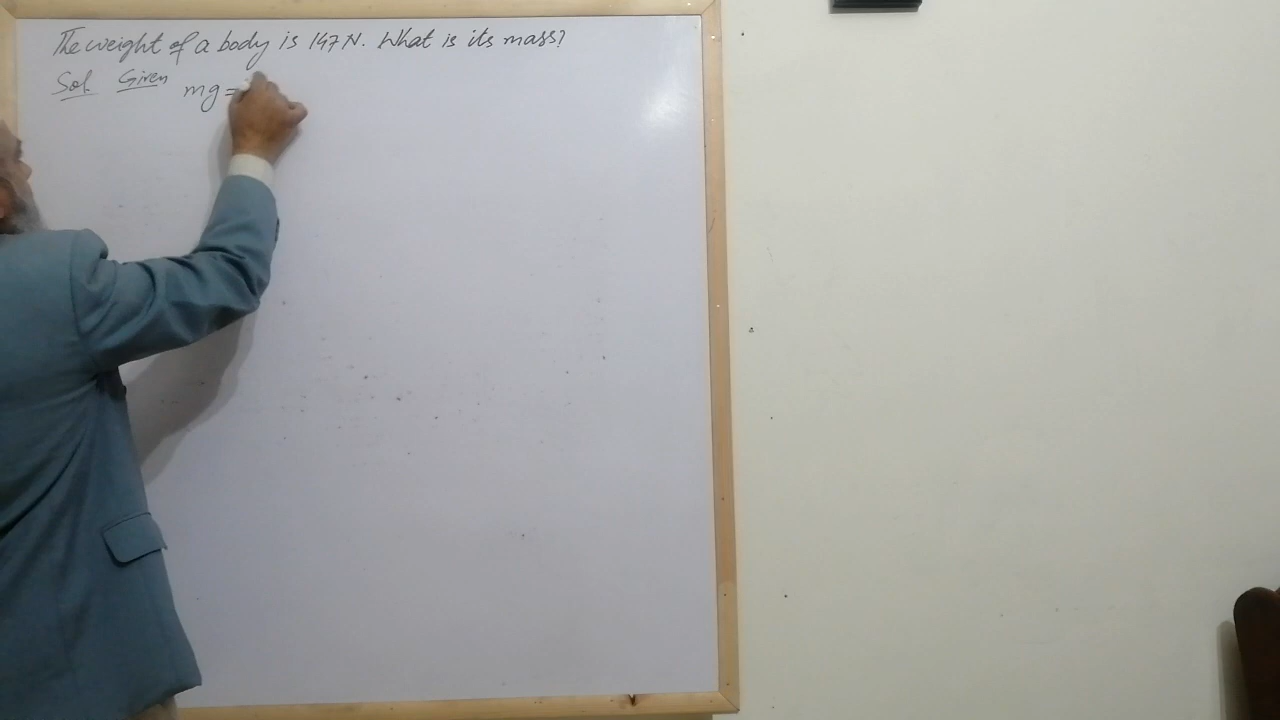 The weight of a body is 147 N. What is its mass?
Sol. Given mg =